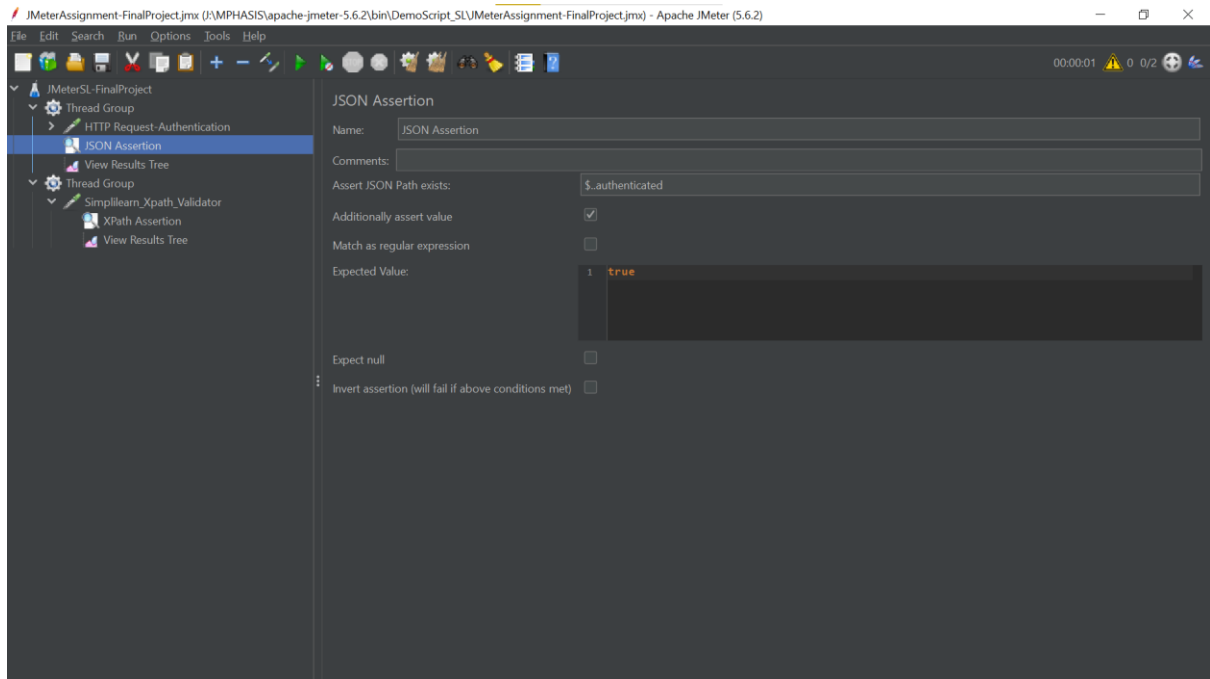 JMeterAssignment-FinalProject.jmx (J:\MPHASIS\apache-jmeter-5.6.2\bin\DemoScript_SL\JMeterAssignment-FinalProject.jmx) - Apache JMeter (5.6.2)
File Edit Search Run Options Tools Help
00:00:01 0 0/2
JMeterSL-FinalProject
Thread Group
HTTP Request-Authentication
JSON Assertion
View Results Tree
Thread Group
Simplilearn_Xpath_Validator
XPath Assertion
View Results Tree
JSON Assertion
Name: JSON Assertion
Comments:
Assert JSON Path exists: $..authenticated
Additionally assert value
Match as regular expression
Expected Value: 1 true
Expect null
Invert assertion (will fail if above conditions met)